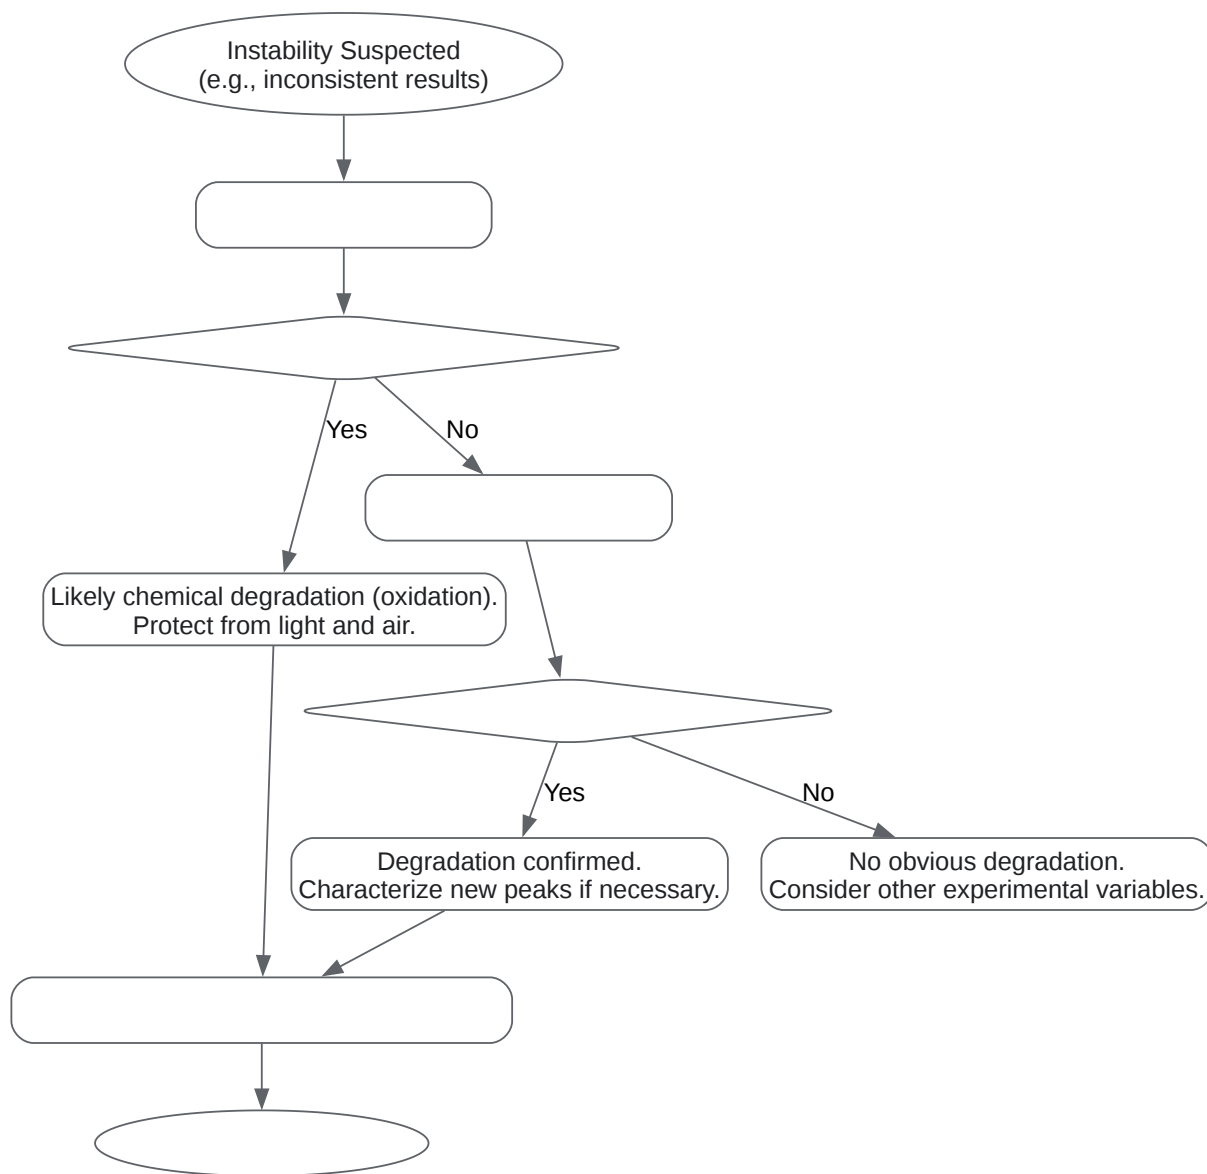 Instability Suspected
(e.g., inconsistent results)
Yes
No
Likely chemical degradation (oxidation).
Protect from light and air.
Yes
No
Degradation confirmed.
Characterize new peaks if necessary.
No obvious degradation.
Consider other experimental variables.